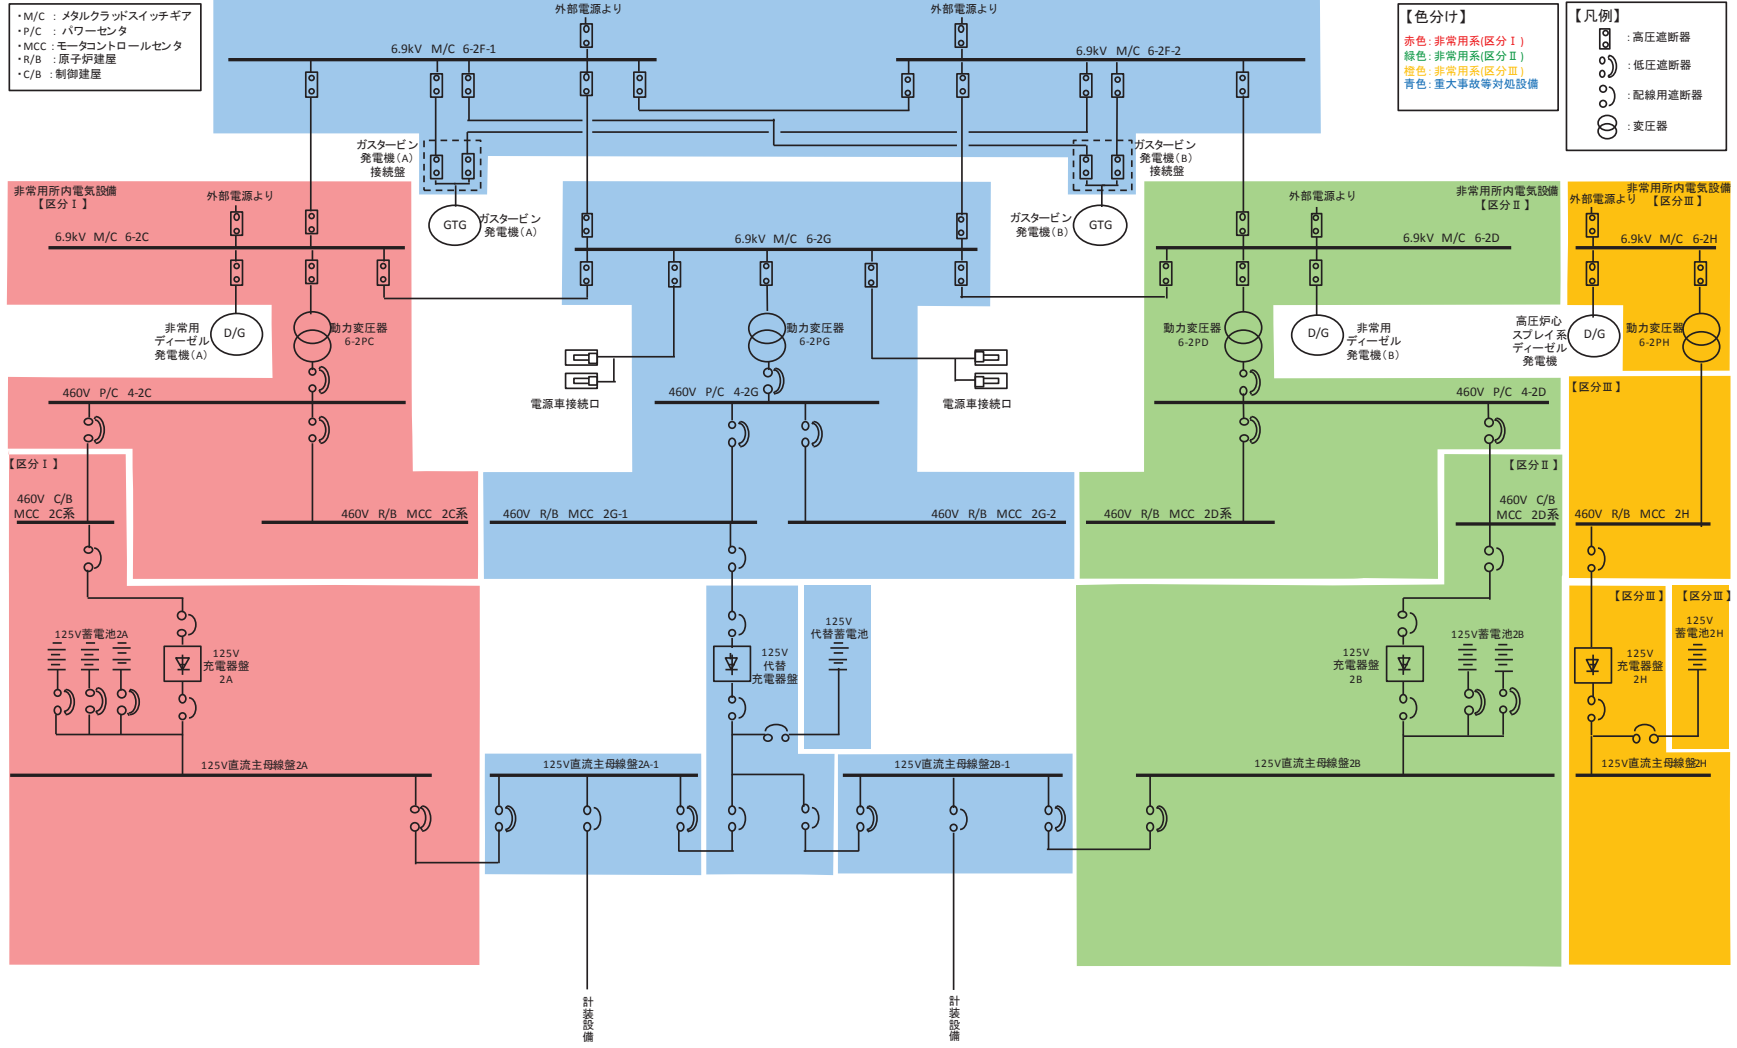 ・M/C ： メタルクラッドスイッチギア
・P/C ： パワーセンタ
・MCC ：モータコントロールセンタ
・R/B ：原子炉建屋
・C/B ：制御建屋
外部電源より
外部電源より
【色分け】
赤色：非常用系(区分Ⅰ)
緑色：非常用系(区分Ⅱ)
橙色：非常用系(区分Ⅲ)
青色：重大事故等対処設備
【凡例】
：高圧遮断器
：低圧遮断器
：配線用遮断器
：変圧器
6.9kV M/C 6-2F-1
6.9kV M/C 6-2F-2
ガスタービン
発電機(A)
接続盤
ガスタービン
発電機(B)
接続盤
非常用所内電気設備
【区分Ⅰ】
外部電源より
GTG
ガスタービン
発電機(A)
ガスタービン
発電機(B)
GTG
外部電源より
非常用所内電気設備
【区分Ⅱ】
非常用所内電気設備
【区分Ⅲ】
外部電源より
6.9kV M/C 6-2C
6.9kV M/C 6-2G
6.9kV M/C 6-2D
6.9kV M/C 6-2H
非常用
ディーゼル
発電機(A)
D/G
動力変圧器
6-2PC
動力変圧器
6-2PG
動力変圧器
6-2PD
D/G
非常用
ディーゼル
発電機(B)
高圧炉心
スプレイ系
ディーゼル
発電機
D/G
動力変圧器
6-2PH
460V P/C 4-2C
電源車接続口
460V P/C 4-2G
電源車接続口
460V P/C 4-2D
【区分Ⅲ】
【区分Ⅰ】
【区分Ⅱ】
460V C/B
MCC 2C系
460V R/B MCC 2C系
460V R/B MCC 2G-1
460V R/B MCC 2G-2
460V R/B MCC 2D系
460V C/B
MCC 2D系
460V R/B MCC 2H
【区分Ⅲ】
【区分Ⅲ】
125V蓄電池2A
125V
充電器盤
2A
125V
代替
充電器盤
125V
代替蓄電池
125V
充電器盤
2B
125V蓄電池2B
125V
充電器盤
2H
125V
蓄電池2H
125V直流主母線盤2A
125V直流主母線盤2A-1
125V直流主母線盤2B-1
125V直流主母線盤2B
125V直流主母線盤2H
計装設備
計装設備